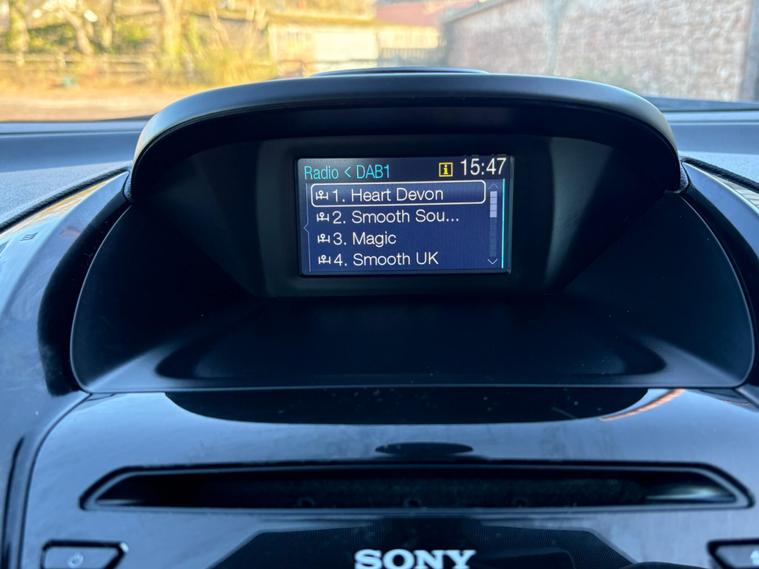 Radio < DAB1 i 15:47
1. Heart Devon
2. Smooth Sou...
3. Magic
4. Smooth UK
SONY